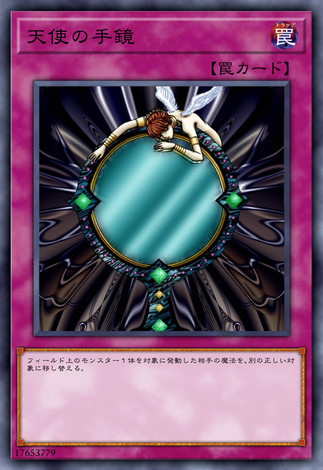 天使の手鏡
トラップ
罠
【罠カード】
フィールド上のモンスター1体を対象に発動した相手の魔法を、別の正しい対
象に移し替える。
17653779